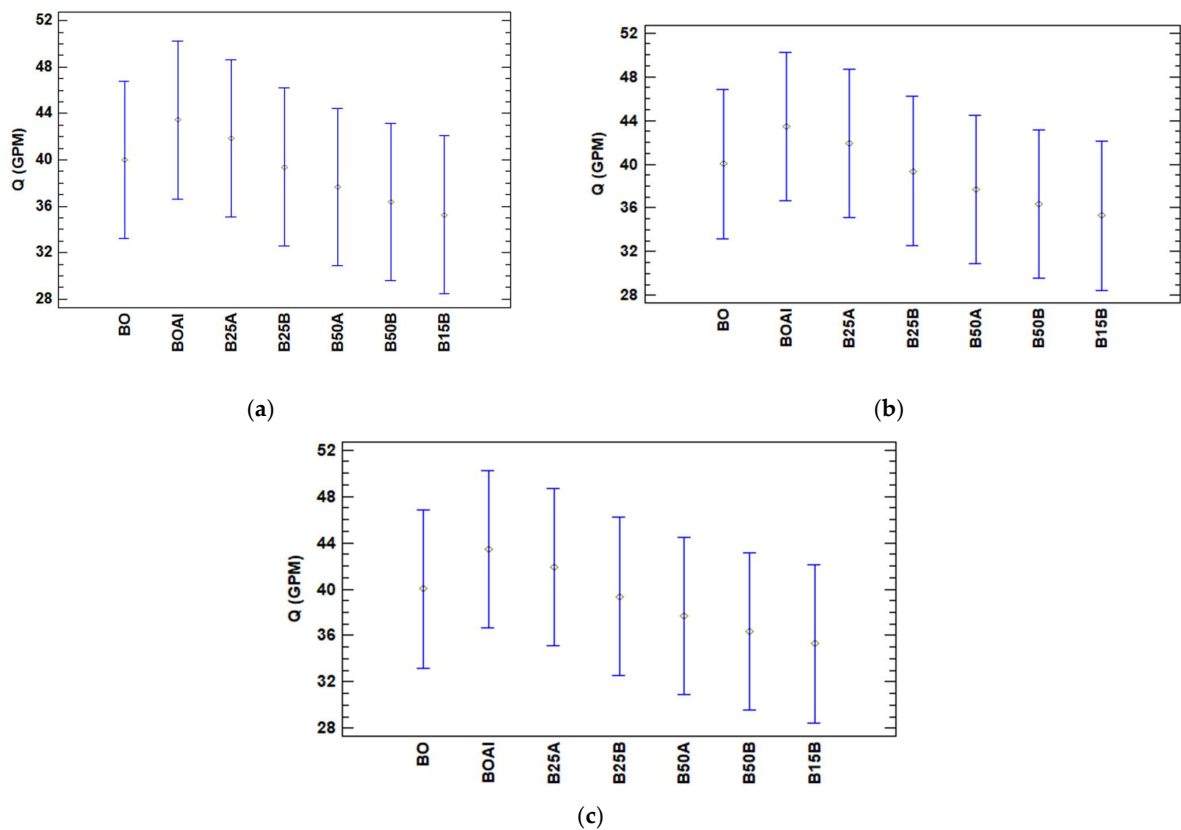 52
48
44
40
36
32
28
Q (GPM)
BO
BOAI
B25A
B25B
B50A
B50B
B15B
(a)
52
48
44
40
36
32
28
Q (GPM)
BO
BOAI
B25A
B25B
B50A
B50B
B15B
(b)
52
48
44
40
36
32
28
Q (GPM)
BO
BOAI
B25A
B25B
B50A
B50B
B15B
(c)